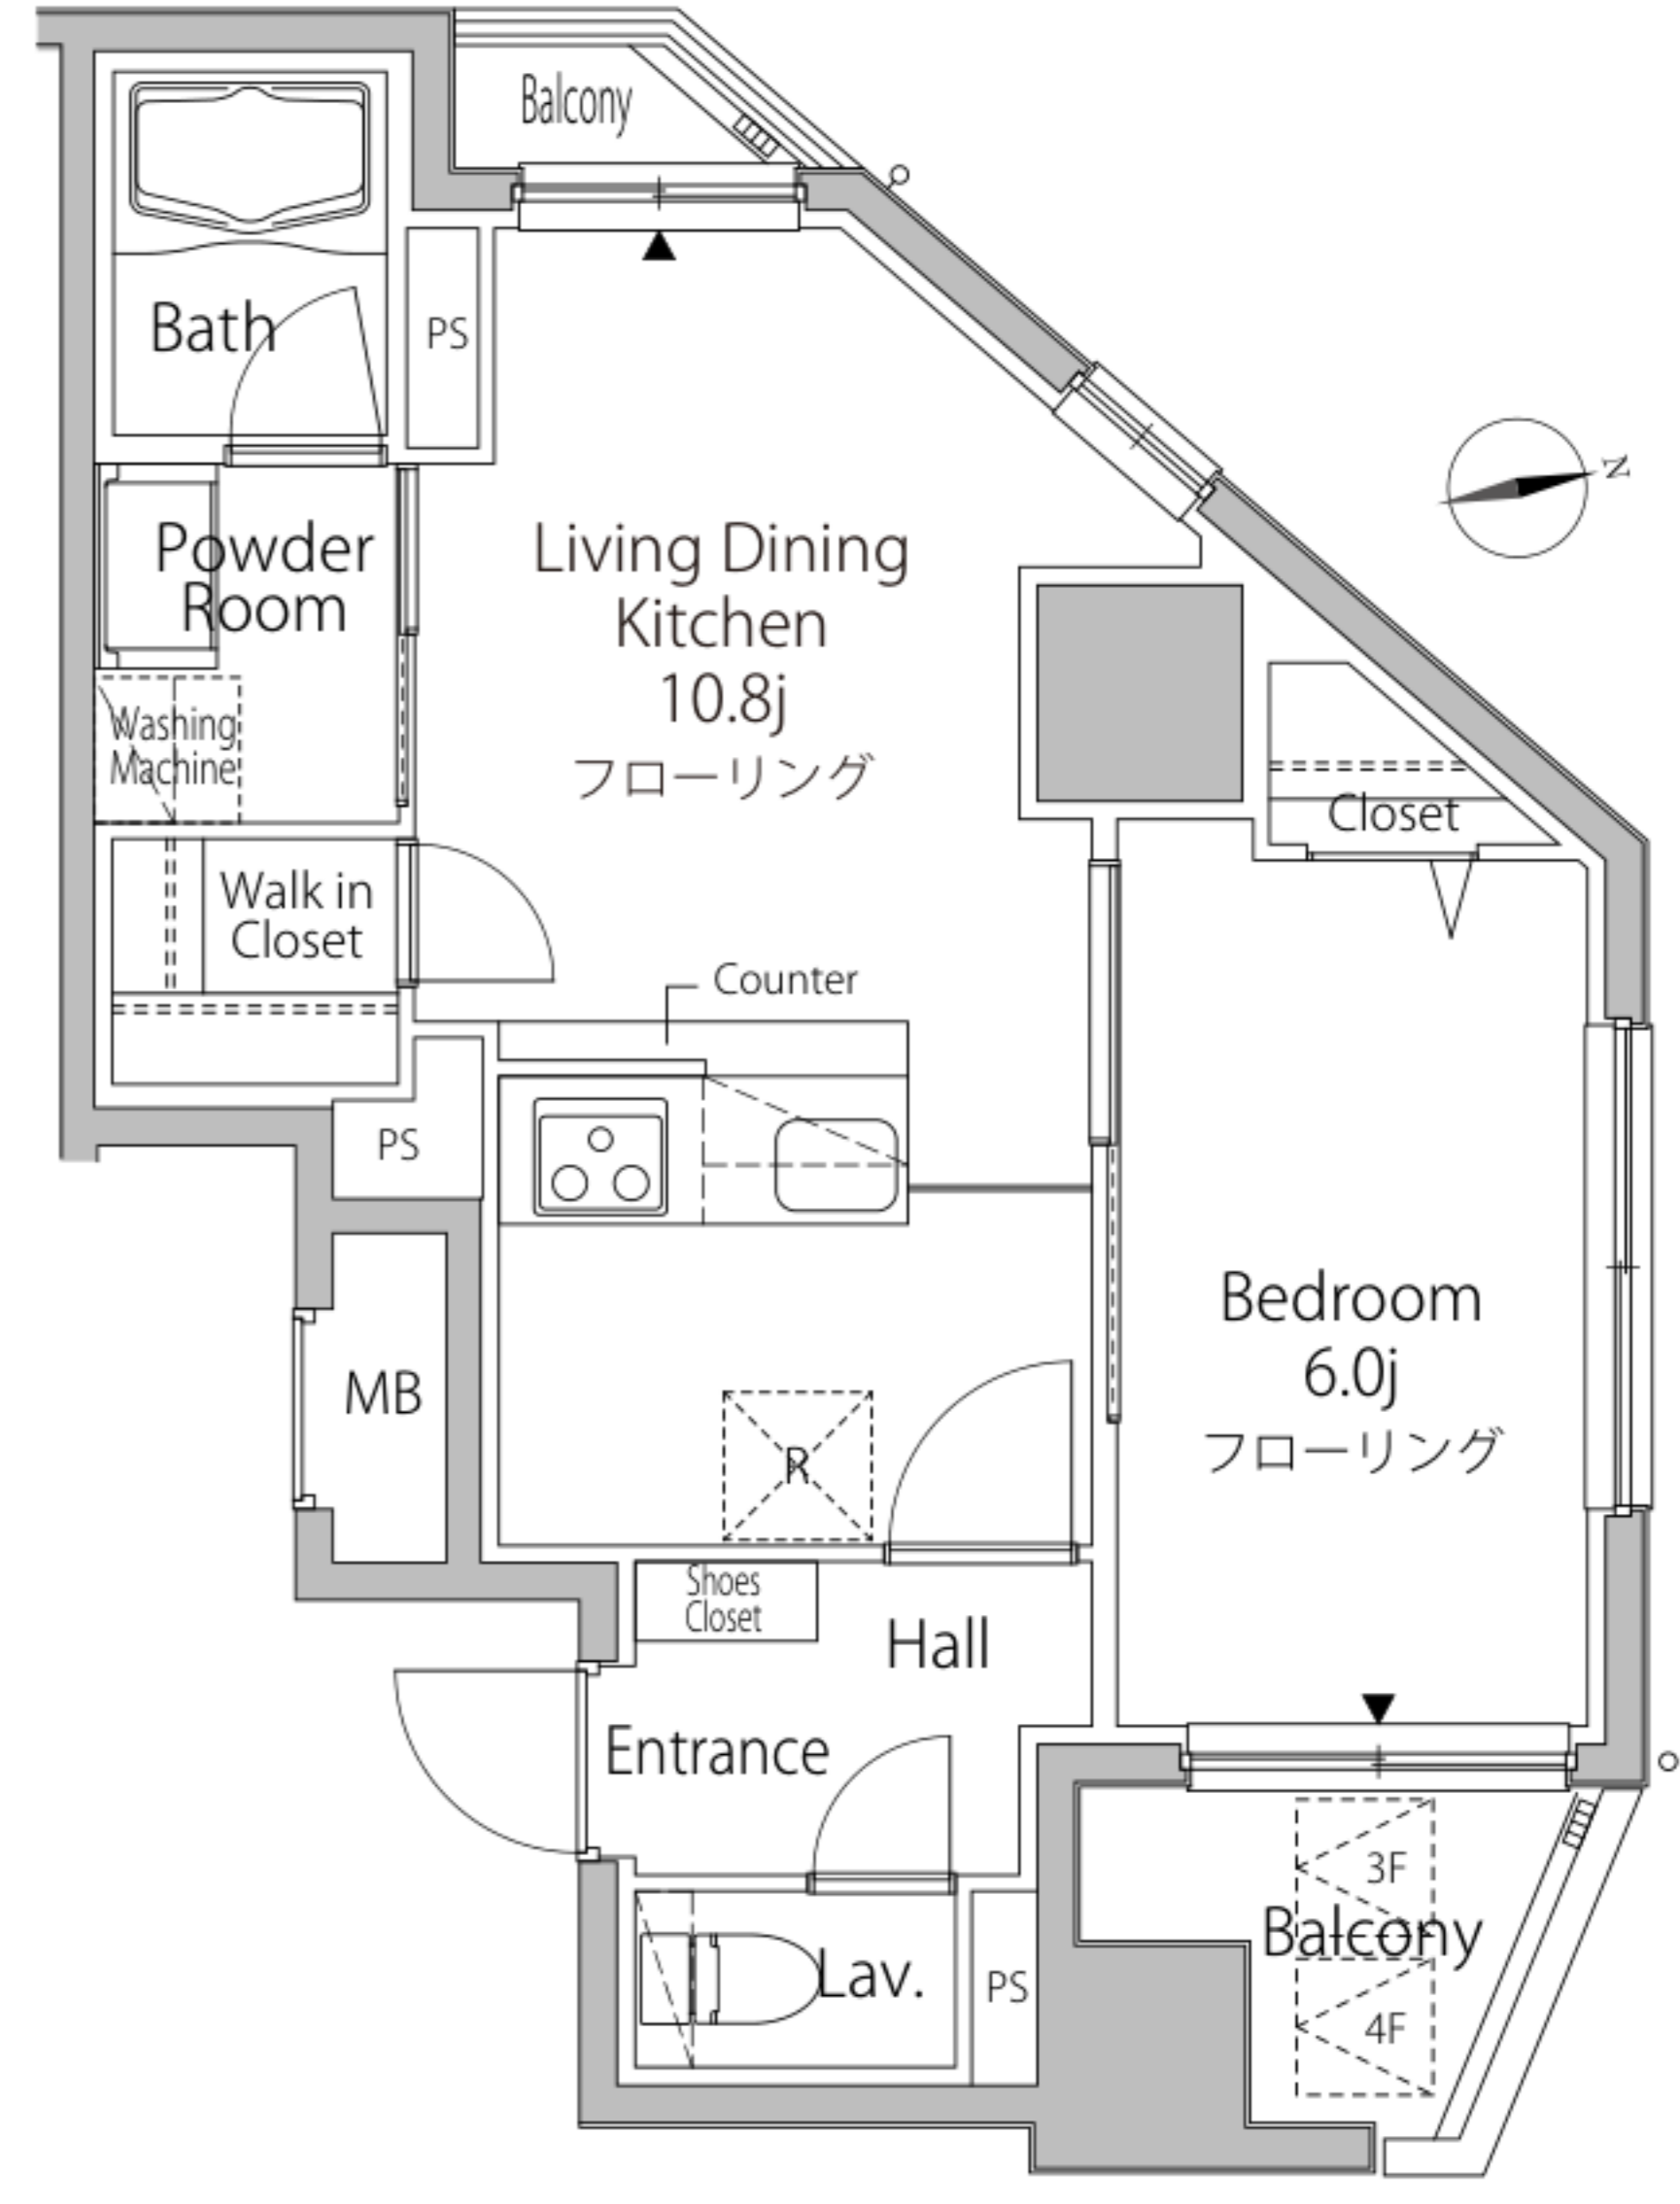 Balcony
Bath
PS
N
Powder
Room
Living Dining
Kitchen
10.8j
フローリング
Washing
Machine
Closet
Walk in
Closet
Counter
PS
Bedroom
6.0j
フローリング
MB
R
Shoes
Closet
Hall
Entrance
3F
Balcony
Lav.
PS
4F